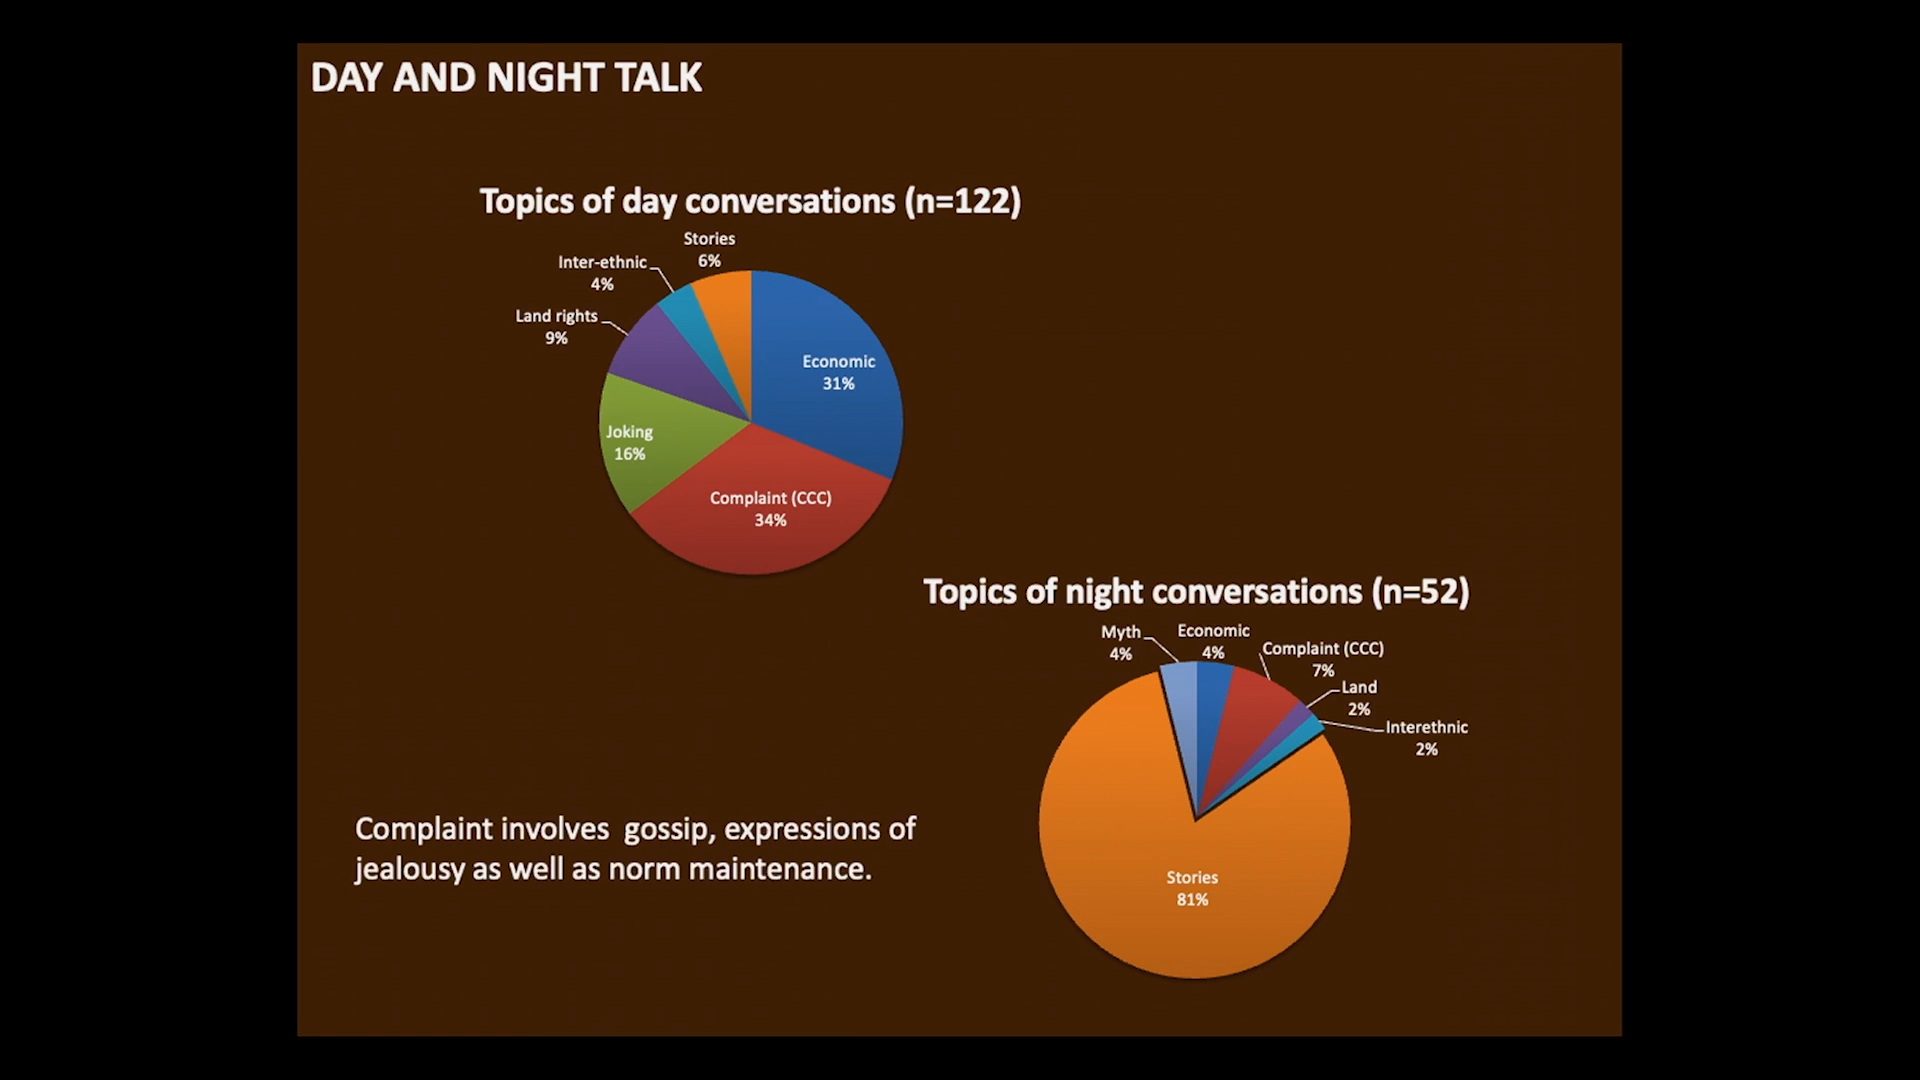 DAY AND NIGHT TALK
Topics of day conversations (n=122)
Stories
6%
Inter-ethnic
4%
Land rights
9%
Economic
31%
Joking
16%
Complaint (CCC)
34%
Topics of night conversations (n=52)
Myth
4%
Economic
4%
Complaint (CCC)
7%
Land
2%
Interethnic
2%
Stories
81%
Complaint involves  gossip, expressions of
jealousy as well as norm maintenance.